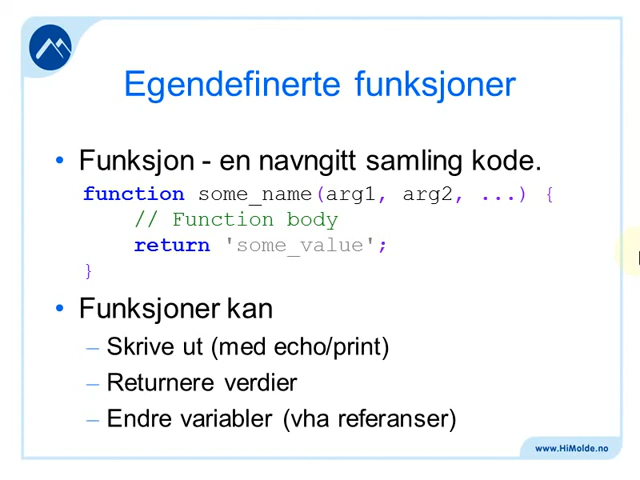 Egendefinerte funksjoner
• Funksjon - en navngitt samling kode.
function some_name(arg1, arg2, ...) {
// Function body
return 'some_value';
}
• Funksjoner kan
– Skrive ut (med echo/print)
– Returnere verdier
– Endre variabler (vha referanser)
www.HiMolde.no